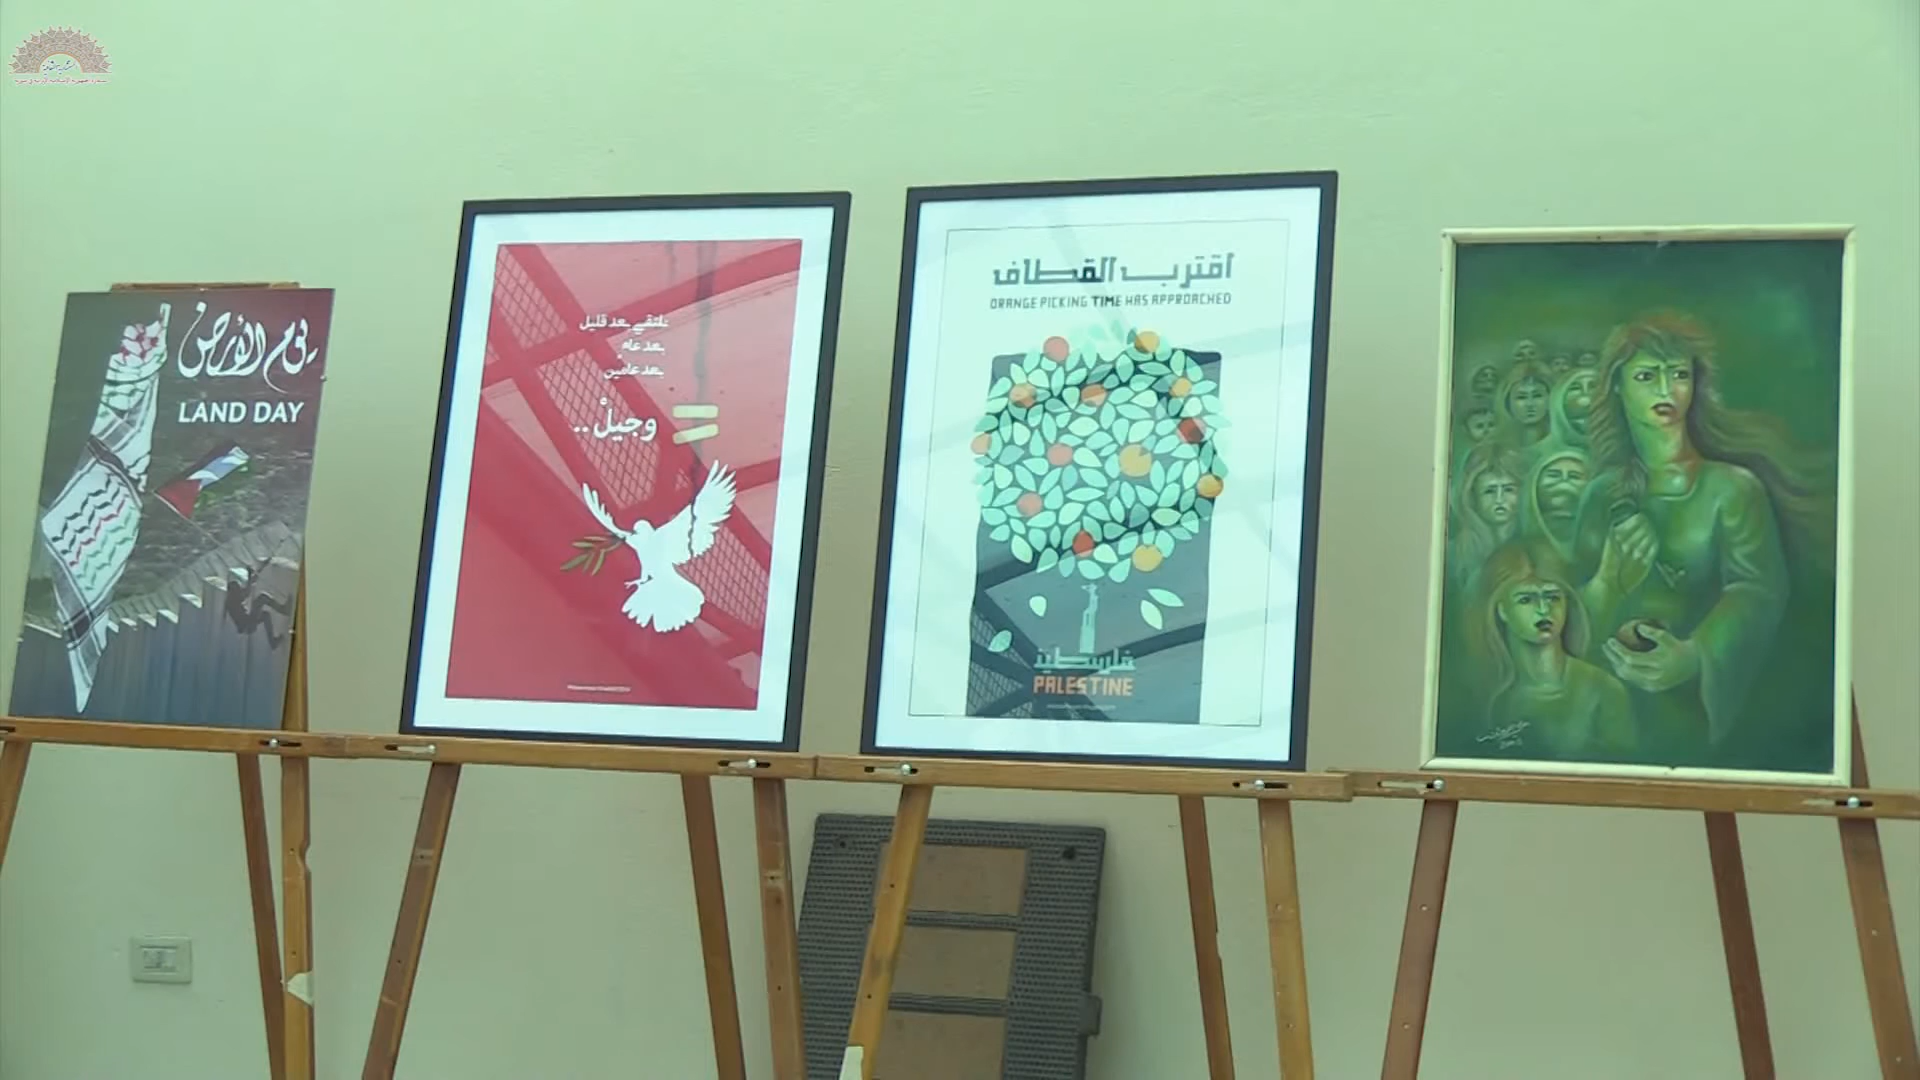 يوم الأرض
LAND DAY
نلتقي بعد قليل
بعد عامٍ
بعد عامين
وجيلْ..
اقترب القطاف
ORANGE PICKING TIME HAS APPROACHED
فلسطين
PALESTINE